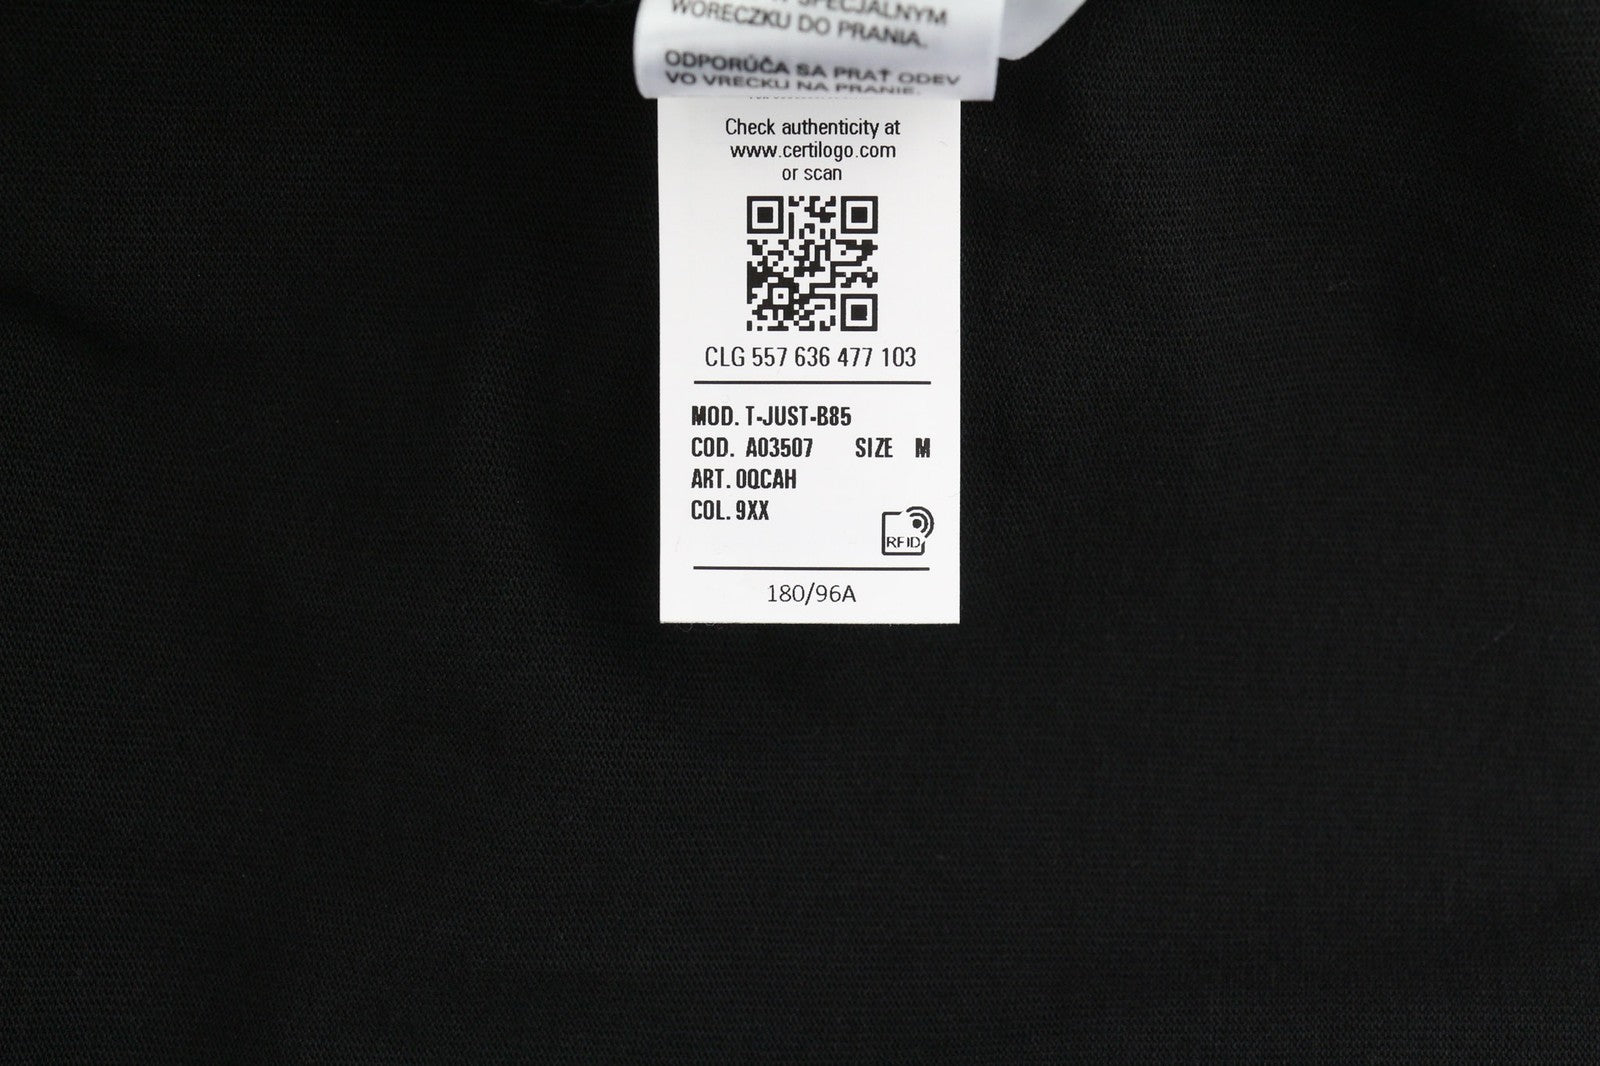 SPECJALNYM
WORECZKU DO PRANIA.
ODPORÚČA SA PRAŤ ODEV
VO VRECKU NA PRANIE.
Check authenticity at
www.certilogo.com
or scan
CLG 557 636 477 103
MOD. T-JUST-B85
COD. A03507 SIZE M
ART. 0QCAH
COL. 9XX
RFID
180/96A